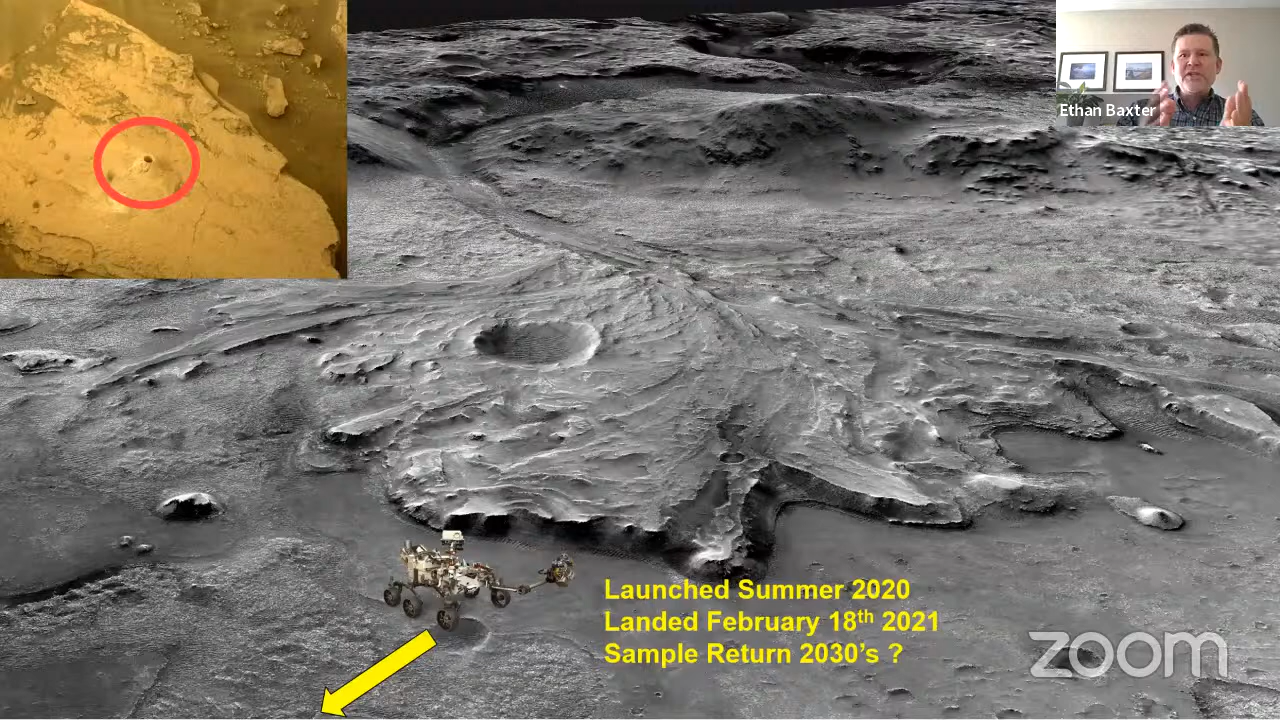 Ethan Baxter
Launched Summer 2020
Landed February 18th 2021
Sample Return 2030's ?
zoom